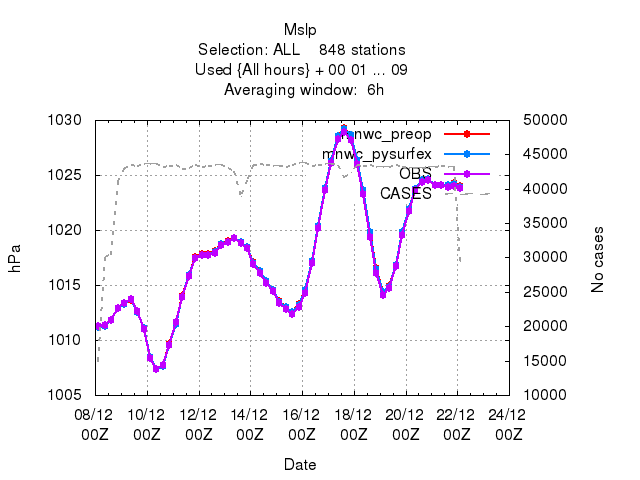 Mslp
Selection: ALL 848 stations
Used {All hours} + 00 01 ... 09
Averaging window: 6h
1030
1025
1020
1015
1010
1005
hPa
50000
45000
40000
35000
30000
25000
20000
15000
10000
No cases
mnwc_preop
mnwc_pysurfex
OBS
CASES
08/12 10/12 12/12 14/12 16/12 18/12 20/12 22/12 24/12
00Z 00Z 00Z 00Z 00Z 00Z 00Z 00Z 00Z
Date